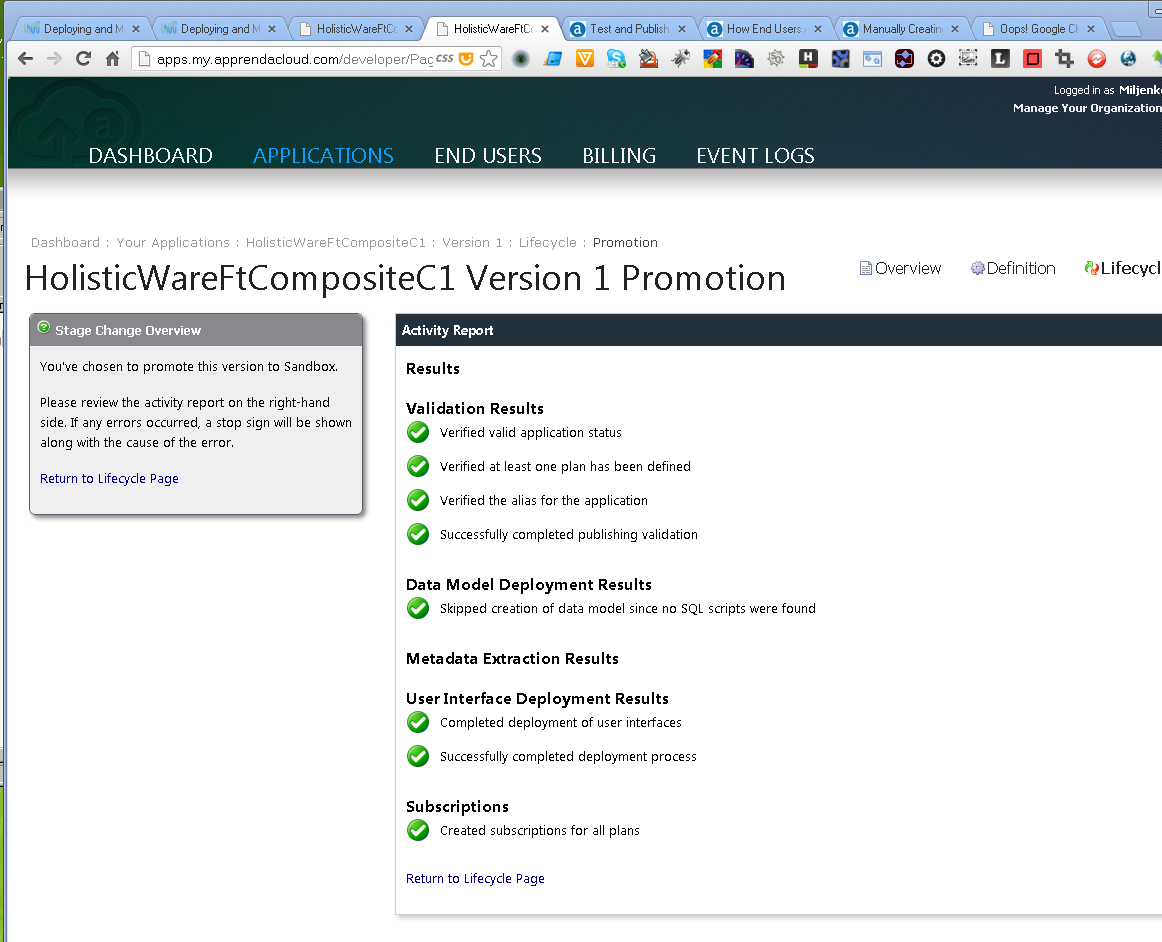 Deploying and M
Deploying and M
HolisticWareFtCo
HolisticWareFtCo
Test and Publish
How End Users
Manually Creatin
Oops! Google Ch
apps.my.apprendacloud.com/developer/Pag
CSS
Logged in as Miljenko
Manage Your Organization
DASHBOARD APPLICATIONS END USERS BILLING EVENT LOGS
Dashboard : Your Applications : HolisticWareFtCompositeC1 : Version 1 : Lifecycle : Promotion
HolisticWareFtCompositeC1 Version 1 Promotion
Overview Definition Lifecycl
Stage Change Overview
You've chosen to promote this version to Sandbox.
Please review the activity report on the right-hand
side. If any errors occurred, a stop sign will be shown
along with the cause of the error.
Return to Lifecycle Page
Activity Report
Results
Validation Results
Verified valid application status
Verified at least one plan has been defined
Verified the alias for the application
Successfully completed publishing validation
Data Model Deployment Results
Skipped creation of data model since no SQL scripts were found
Metadata Extraction Results
User Interface Deployment Results
Completed deployment of user interfaces
Successfully completed deployment process
Subscriptions
Created subscriptions for all plans
Return to Lifecycle Page